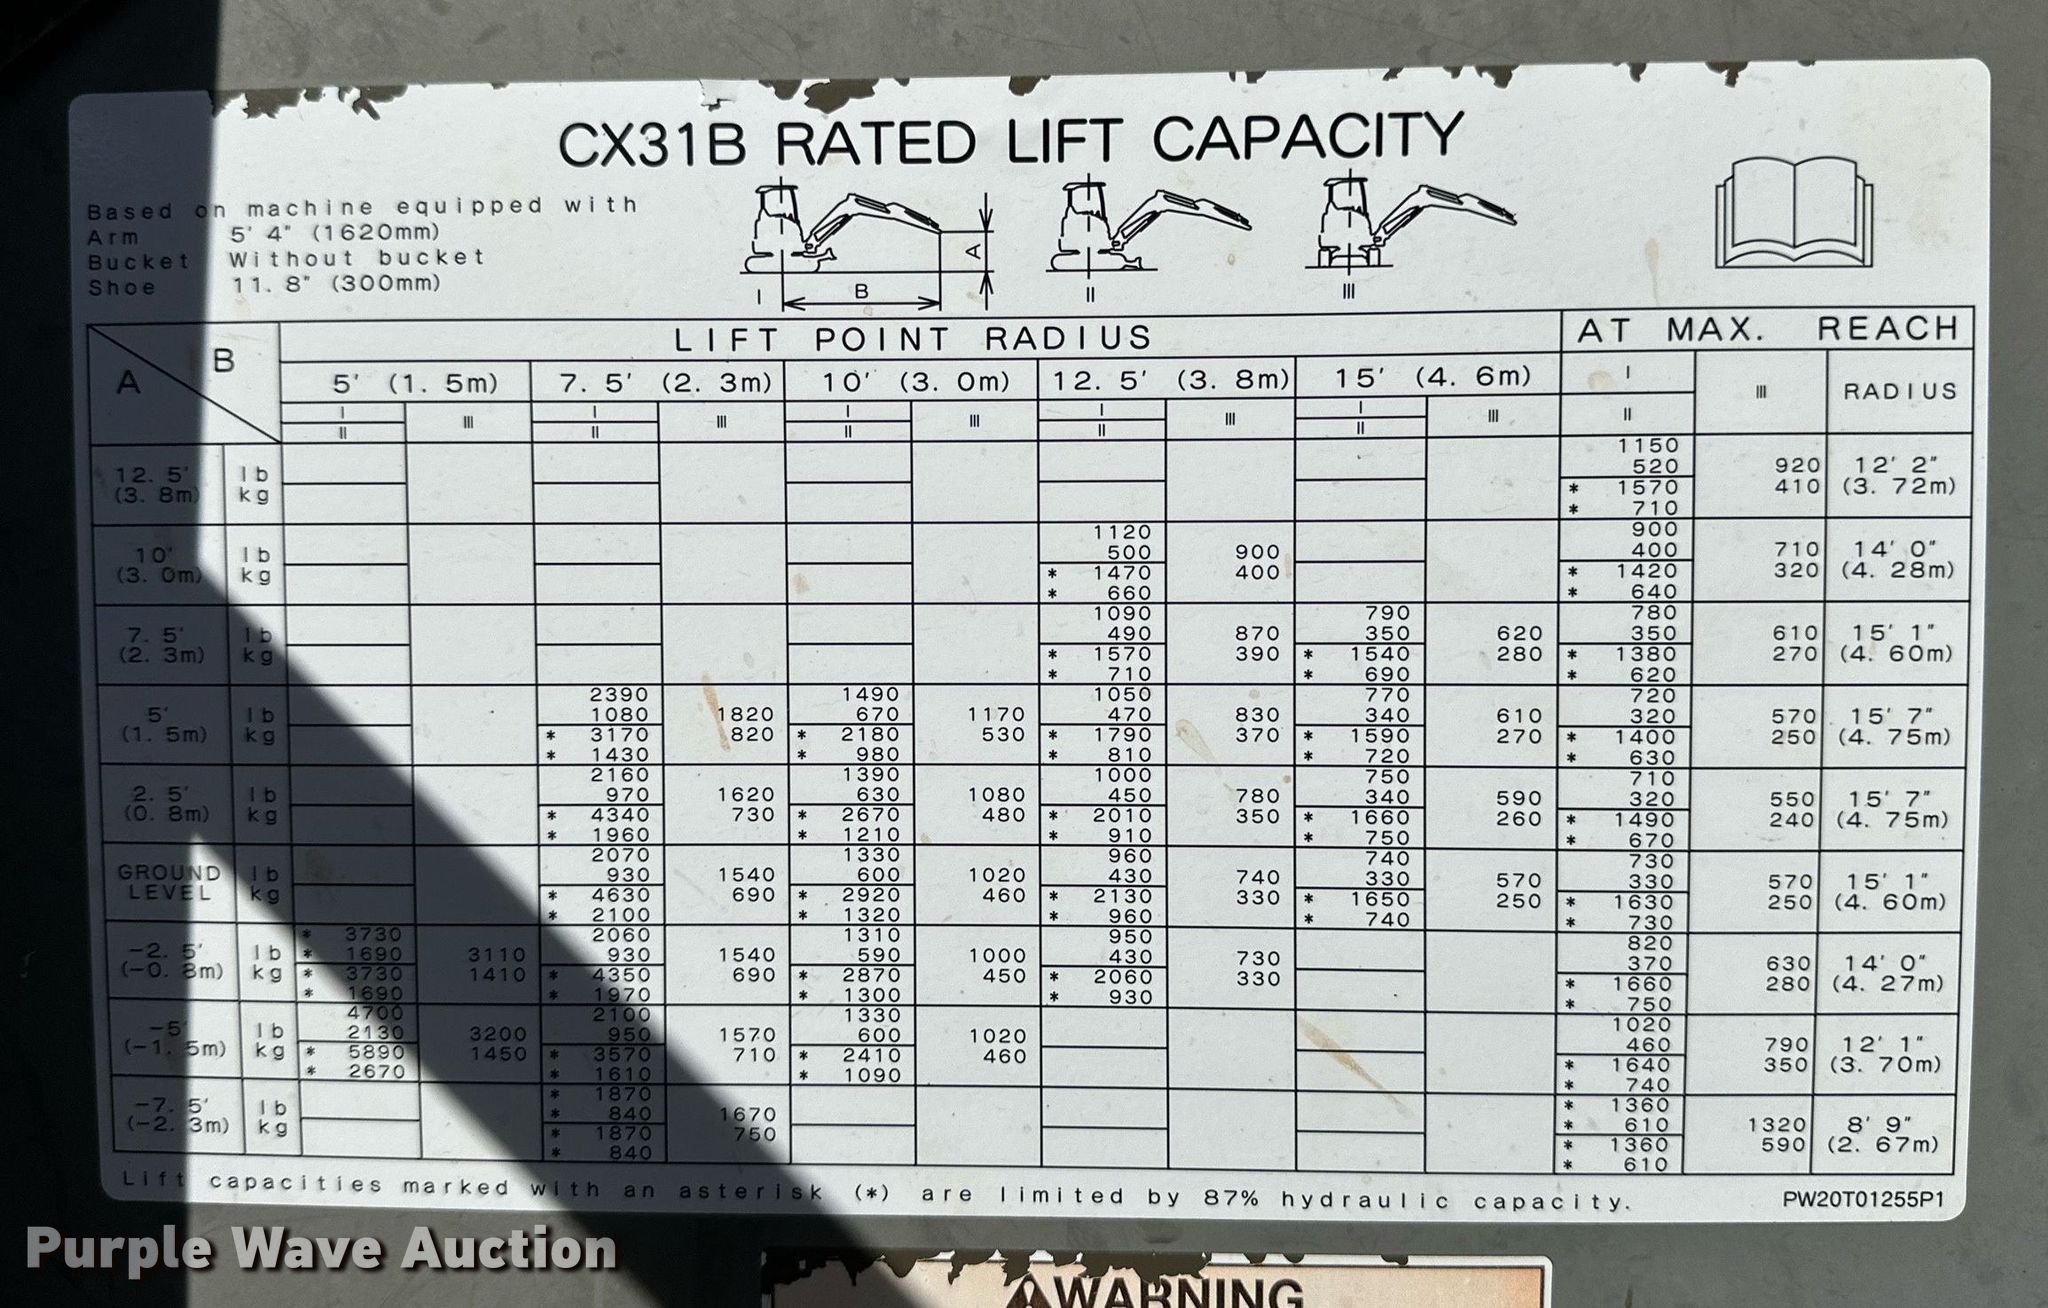 CX31B RATED LIFT CAPACITY
Based on machine equipped with
Arm 5' 4" (1620mm)
Bucket Without bucket
Shoe 11. 8" (300mm)
A
I B II III
LIFT POINT RADIUS AT MAX. REACH
A B 5' (1. 5m) 7. 5' (2. 3m) 10' (3. 0m) 12. 5' (3. 8m) 15' (4. 6m) I III RADIUS
I III I III I III I III I III II
II II II II II
1150
12. 5' lb 520 920 12' 2"
(3. 8m) kg * 1570 410 (3. 72m)
* 710
1120 900
10' lb 500 900 400 710 14' 0"
(3. 0m) kg * 1470 400 * 1420 320 (4. 28m)
* 660 * 640
1090 790 780
7. 5' lb 490 870 350 620 350 610 15' 1"
(2. 3m) kg * 1570 390 * 1540 280 * 1380 270 (4. 60m)
* 710 * 690 * 620
2390 1490 1050 770 720
5' lb 1080 1820 670 1170 470 830 340 610 320 570 15' 7"
(1. 5m) kg * 3170 820 * 2180 530 * 1790 370 * 1590 270 * 1400 250 (4. 75m)
* 1430 * 980 * 810 * 720 * 630
2160 1390 1000 750 710
2. 5' lb 970 1620 630 1080 450 780 340 590 320 550 15' 7"
(0. 8m) kg * 4340 730 * 2670 480 * 2010 350 * 1660 260 * 1490 240 (4. 75m)
* 1960 * 1210 * 910 * 750 * 670
2070 1330 960 740 730
GROUND lb 930 1540 600 1020 430 740 330 570 330 570 15' 1"
LEVEL kg * 4630 690 * 2920 460 * 2130 330 * 1650 250 * 1630 250 (4. 60m)
* 2100 * 1320 * 960 * 740 * 730
* 3730 2060 1310 950 820
-2. 5' lb * 1690 3110 930 1540 590 1000 430 730 370 630 14' 0"
(-0. 8m) kg * 3730 1410 * 4350 690 * 2870 450 * 2060 330 * 1660 280 (4. 27m)
* 1690 * 1970 * 1300 * 930 * 750
4700 2100 1330 1020
-5' lb 2130 3200 950 1570 600 1020 460 790 12' 1"
(-1. 5m) kg * 5890 1450 * 3570 710 * 2410 460 * 1640 350 (3. 70m)
* 2670 * 1610 * 1090 * 740
* 1870 * 1360
-7. 5' lb * 840 1670 * 610 1320 8' 9"
(-2. 3m) kg * 1870 750 * 1360 590 (2. 67m)
* 840 * 610
Lift capacities marked with an asterisk (*) are limited by 87% hydraulic capacity. PW20T01255P1
Purple Wave Auction
WARNING